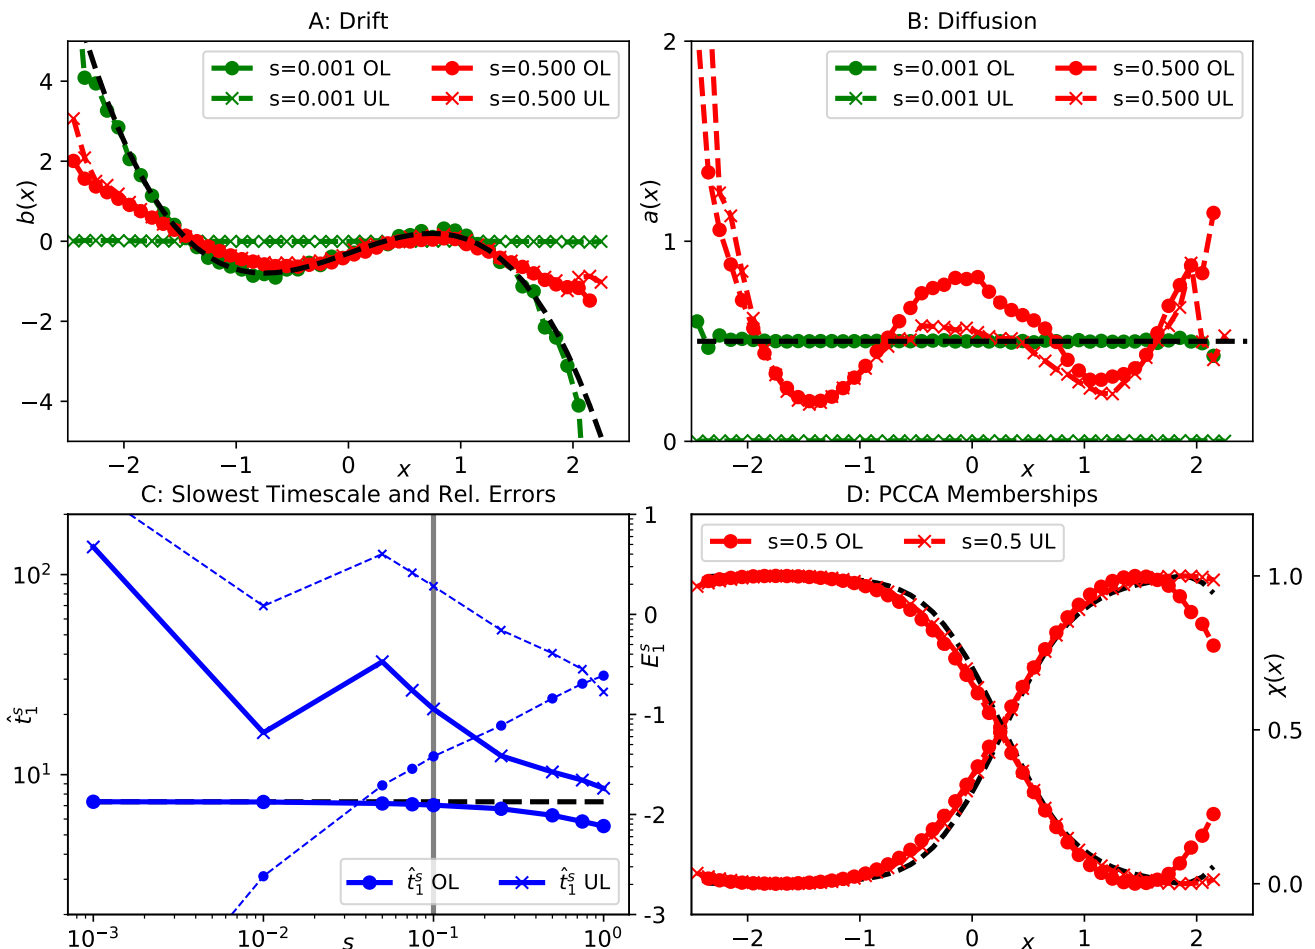 A: Drift
s=0.001 OL
s=0.001 UL
s=0.500 OL
s=0.500 UL
4
2
0
−2
−4
b(x)
−2
−1
0
1
2
x
B: Diffusion
s=0.001 OL
s=0.001 UL
s=0.500 OL
s=0.500 UL
2
1
0
a(x)
−2
−1
0
1
2
x
C: Slowest Timescale and Rel. Errors
10²
10¹
t̂₁ˢ
1
0
-1
-2
-3
E₁ˢ
t̂₁ˢ OL
t̂₁ˢ UL
10⁻³
10⁻²
10⁻¹
10⁰
s
D: PCCA Memberships
s=0.5 OL
s=0.5 UL
1.0
0.5
0.0
χ(x)
−2
−1
0
1
2
x